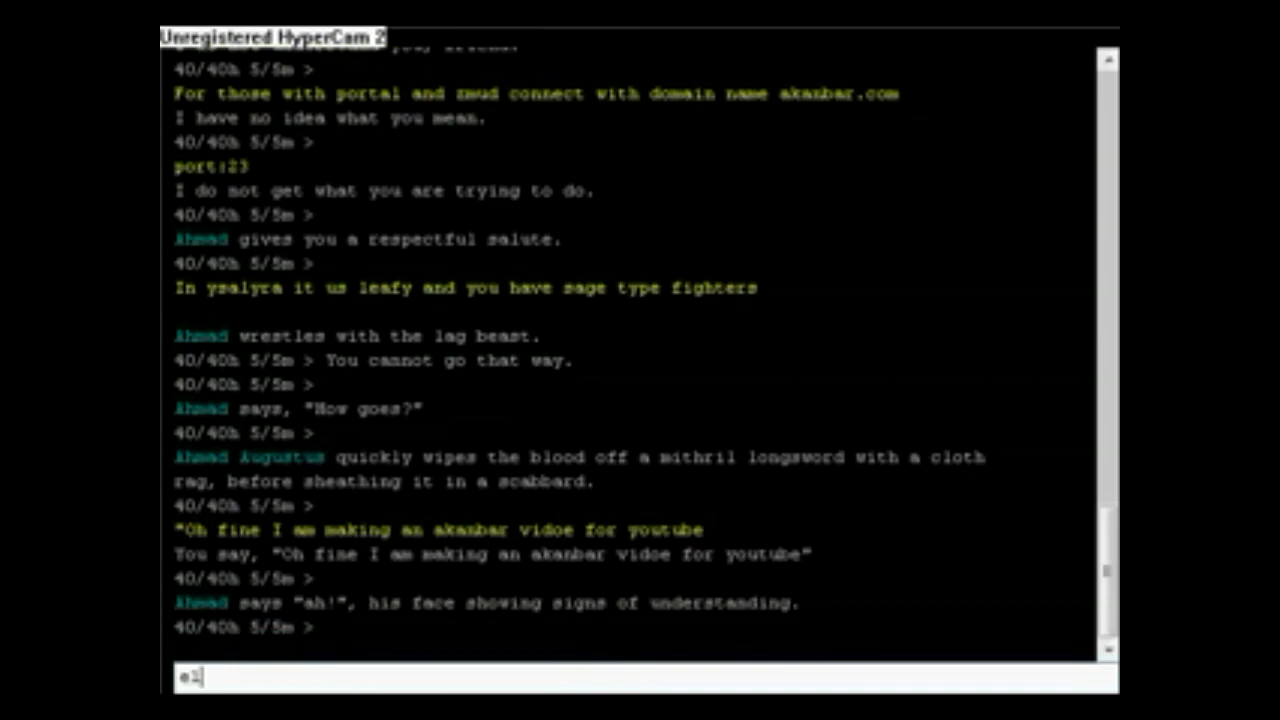 Unregistered HyperCam 2
40/40h 5/5m >
For those with portal and zmud connect with domain name akanbar.com
I have no idea what you mean.
40/40h 5/5m >
port:23
I do not get what you are trying to do.
40/40h 5/5m >
Ahmad gives you a respectful salute.
40/40h 5/5m >
In ysalyra it us leafy and you have sage type fighters
Ahmad wrestles with the lag beast.
40/40h 5/5m > You cannot go that way.
40/40h 5/5m >
Ahmad says, "How goes?"
40/40h 5/5m >
Ahmad Augustus quickly wipes the blood off a mithril longsword with a cloth
rag, before sheathing it in a scabbard.
40/40h 5/5m >
"Oh fine I am making an akanbar vidoe for youtube
You say, "Oh fine I am making an akanbar vidoe for youtube"
40/40h 5/5m >
Ahmad says "ah!", his face showing signs of understanding.
40/40h 5/5m >